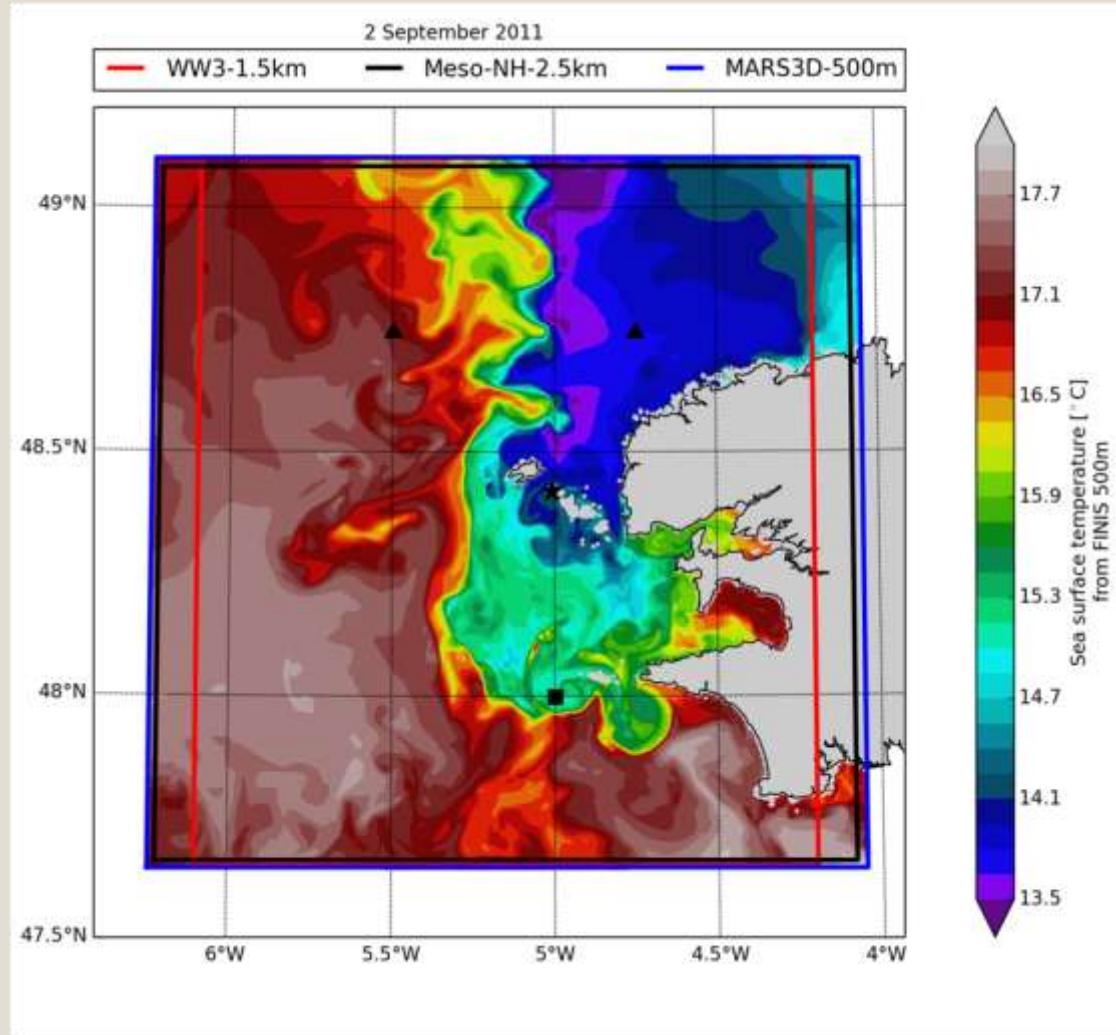 2 September 2011
WW3-1.5km Meso-NH-2.5km MARS3D-500m
49°N
48.5°N
48°N
47.5°N
6°W 5.5°W 5°W 4.5°W 4°W
17.7
17.1
16.5
15.9
15.3
14.7
14.1
13.5
Sea surface temperature [°C]
from FINIS 500m